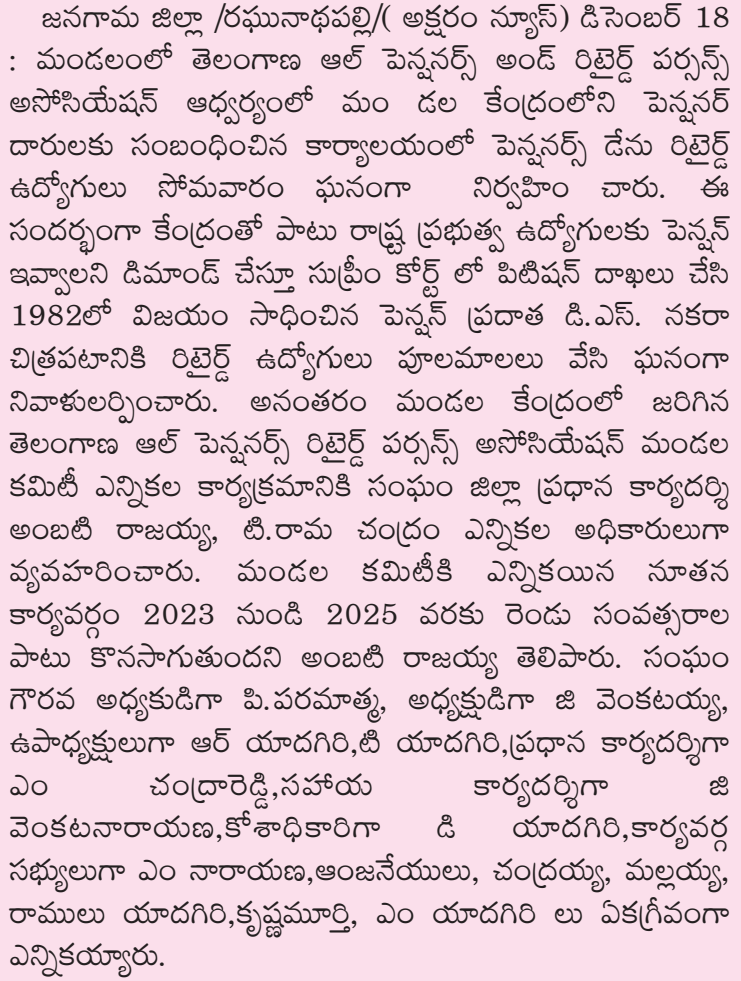 జనగామ జిల్లా /రఘునాథపల్లి/( అక్షరం న్యూస్) డిసెంబర్ 18
: మండలంలో తెలంగాణ ఆల్ పెన్షనర్స్ అండ్ రిటైర్డ్ పర్సన్స్
అసోసియేషన్ ఆధ్వర్యంలో మం డల కేంద్రంలోని పెన్షనర్
దారులకు సంబంధించిన కార్యాలయంలో పెన్షనర్స్ డేను రిటైర్డ్
ఉద్యోగులు సోమవారం ఘనంగా నిర్వహిం చారు. ఈ
సందర్భంగా కేంద్రంతో పాటు రాష్ట్ర ప్రభుత్వ ఉద్యోగులకు పెన్షన్
ఇవ్వాలని డిమాండ్ చేస్తూ సుప్రీం కోర్ట్ లో పిటిషన్ దాఖలు చేసి
1982లో విజయం సాధించిన పెన్షన్ ప్రదాత డి.ఎస్. నకరా
చిత్రపటానికి రిటైర్డ్ ఉద్యోగులు పూలమాలలు వేసి ఘనంగా
నివాళులర్పించారు. అనంతరం మండల కేంద్రంలో జరిగిన
తెలంగాణ ఆల్ పెన్షనర్స్ రిటైర్డ్ పర్సన్స్ అసోసియేషన్ మండల
కమిటీ ఎన్నికల కార్యక్రమానికి సంఘం జిల్లా ప్రధాన కార్యదర్శి
అంబటి రాజయ్య, టి.రామ చంద్రం ఎన్నికల అధికారులుగా
వ్యవహరించారు. మండల కమిటీకి ఎన్నికయిన నూతన
కార్యవర్గం 2023 నుండి 2025 వరకు రెండు సంవత్సరాల
పాటు కొనసాగుతుందని అంబటి రాజయ్య తెలిపారు. సంఘం
గౌరవ అధ్యకుడిగా పి.పరమాత్మ, అధ్యక్షుడిగా జి వెంకటయ్య,
ఉపాధ్యక్షులుగా ఆర్ యాదగిరి,టి యాదగిరి,ప్రధాన కార్యదర్శిగా
ఎం చంద్రారెడ్డి,సహాయ కార్యదర్శిగా జి
వెంకటనారాయణ,కోశాధికారిగా డి యాదగిరి,కార్యవర్గ
సభ్యులుగా ఎం నారాయణ,ఆంజనేయులు, చంద్రయ్య, మల్లయ్య,
రాములు యాదగిరి,కృష్ణమూర్తి, ఎం యాదగిరి లు ఏకగ్రీవంగా
ఎన్నికయ్యారు.